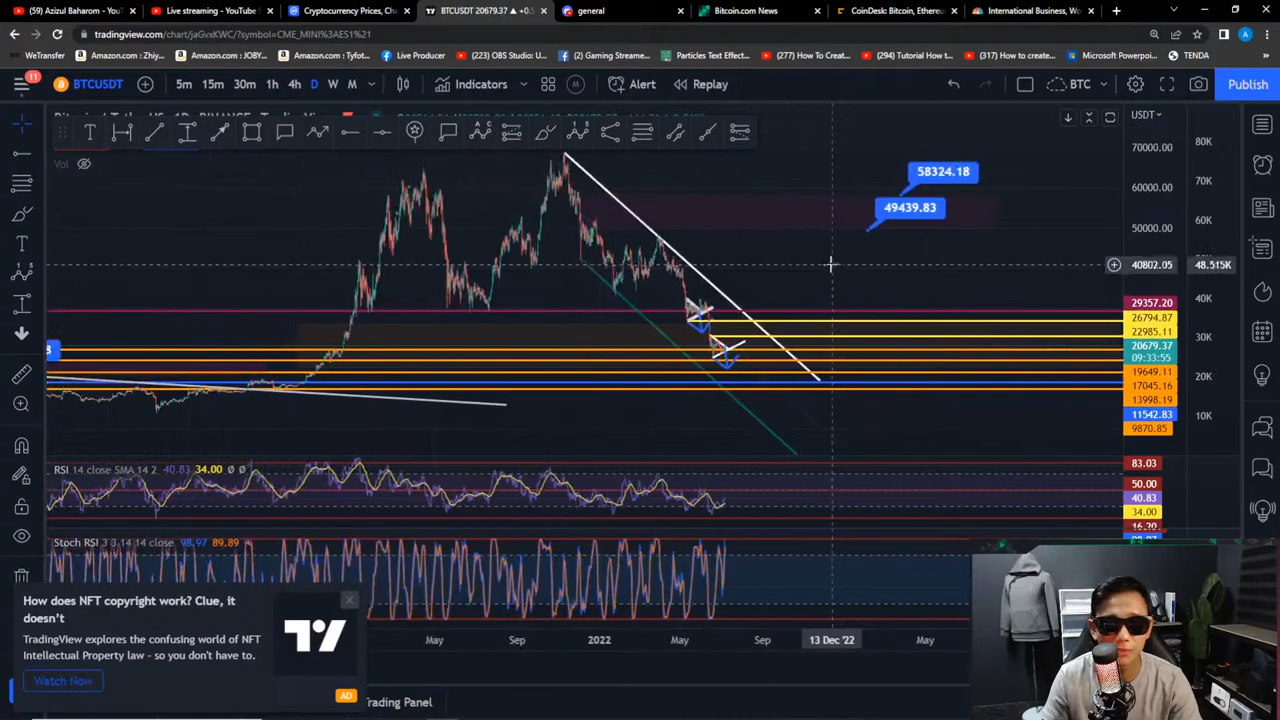 (59) Azizul Baharom - You
Live streaming - YouTube S
Cryptocurrency Prices, Cha
BTCUSDT 20679.37 ▲ +0.5
general
Bitcoin.com News
CoinDesk: Bitcoin, Ethereu
International Business, Wo
tradingview.com/chart/jaGvxKWC/?symbol=CME_MINI%3AES1%21
WeTransfer
Amazon.com : Zhiy...
Amazon.com: JOBY...
Amazon.com : Tyfot...
Live Producer
(223) OBS Studio: U...
(2) Gaming Streame...
Particles Text Effect...
(277) How To Creat...
(294) Tutorial How t...
(317) How to creat...
Microsoft Powerpoi...
TENDA
11
BTCUSDT
5m 15m 30m 1h 4h D W M
Indicators
Alert
Replay
BTC
Publish
USDT
Vol
70000.00
60000.00
50000.00
80K
70K
60K
50K
58324.18
49439.83
40802.05
48.515K
29357.20
26794.87
22985.11
20679.37
09:33:55
19649.11
17045.16
13998.19
11542.83
9870.85
40K
30K
20K
10K
RSI 14 close SMA 14 2 40.83 34.00 Ø Ø
83.03
50.00
40.83
34.00
16.20
Stoch RSI 3 3 14 14 close 98.97 89.89
How does NFT copyright work? Clue, it
doesn't
TradingView explores the confusing world of NFT
Intellectual Property law - so you don't have to.
Watch Now
AD
May
Sep
2022
May
Sep
13 Dec '22
May
Trading Panel